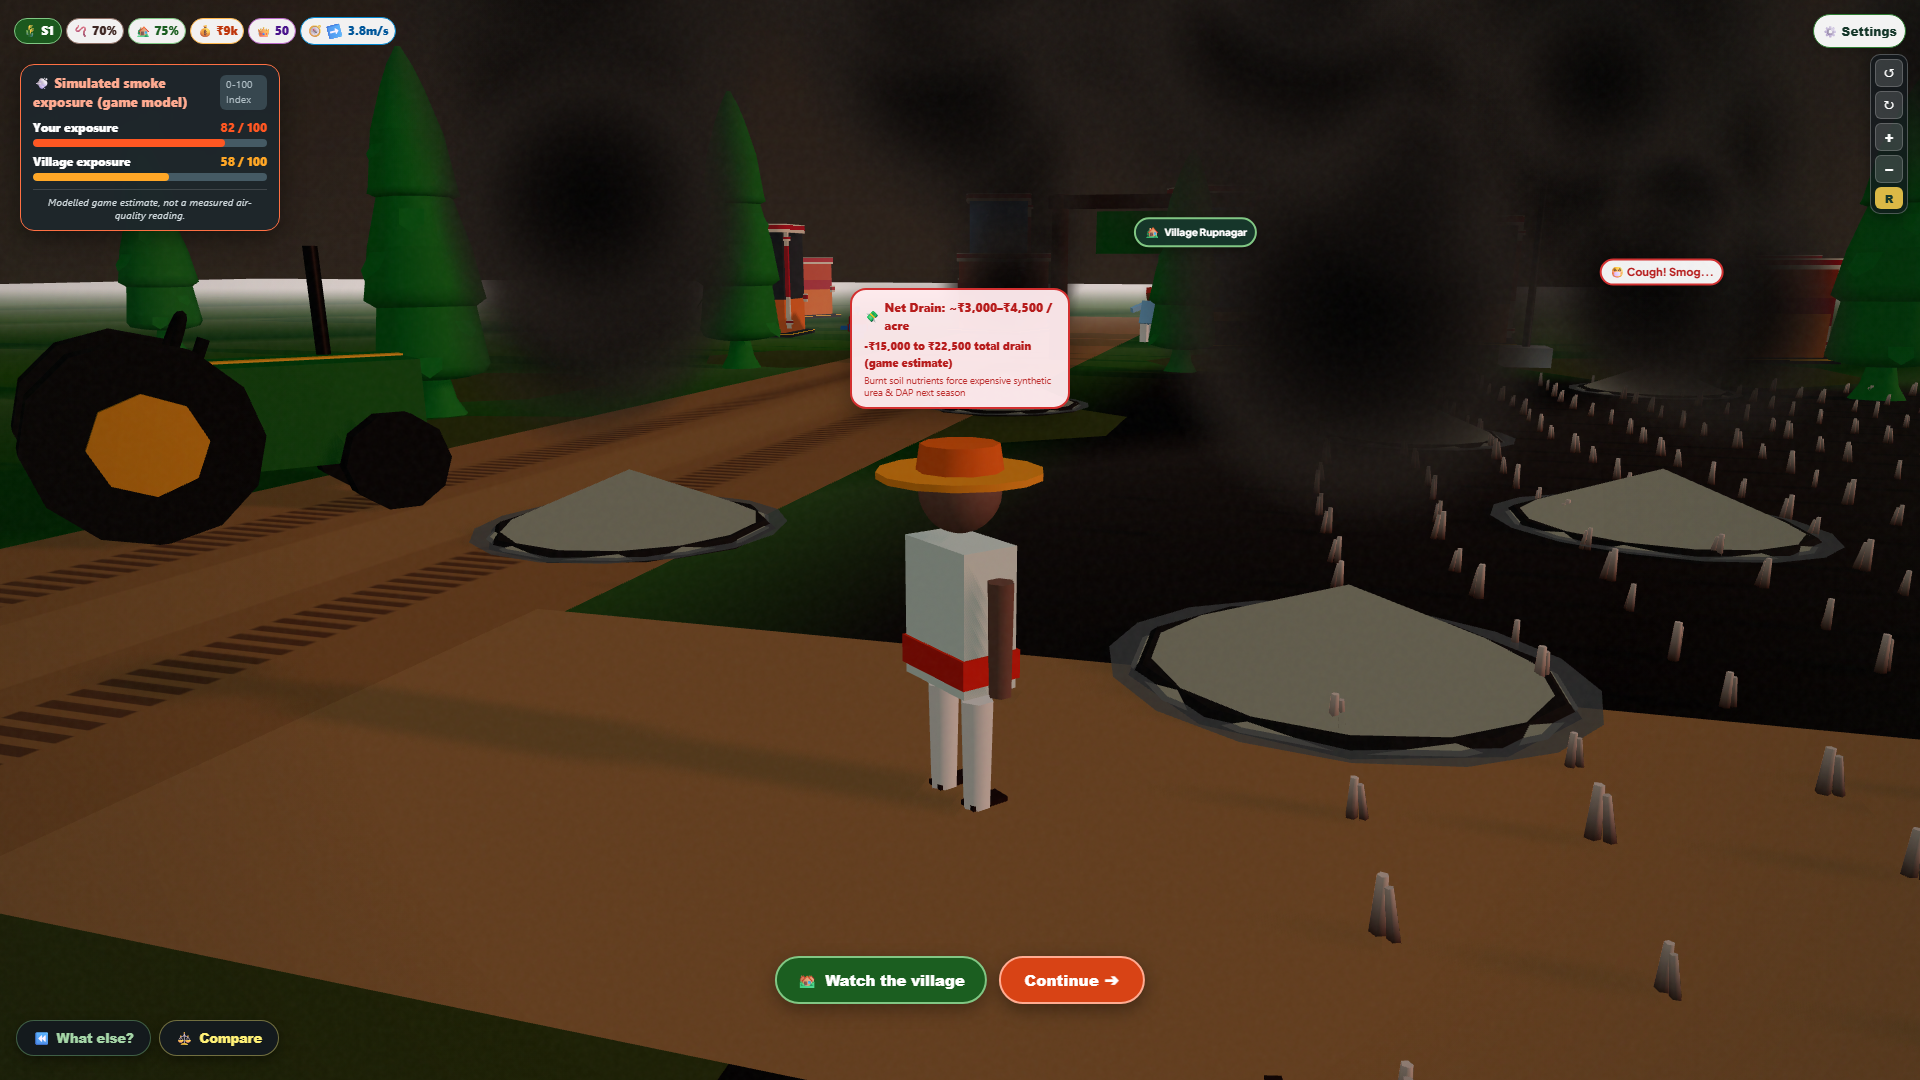 S1
70%
75%
₹9k
50
3.8m/s
Settings
Simulated smoke
exposure (game model)
0-100
Index
Your exposure
82 / 100
Village exposure
58 / 100
Modelled game estimate, not a measured air-
quality reading.
↺
↻
+
−
R
Village Rupnagar
Cough! Smog...
Net Drain: ~₹3,000–₹4,500 /
acre
-₹15,000 to ₹22,500 total drain
(game estimate)
Burnt soil nutrients force expensive synthetic
urea & DAP next season
Watch the village
Continue ➔
What else?
Compare